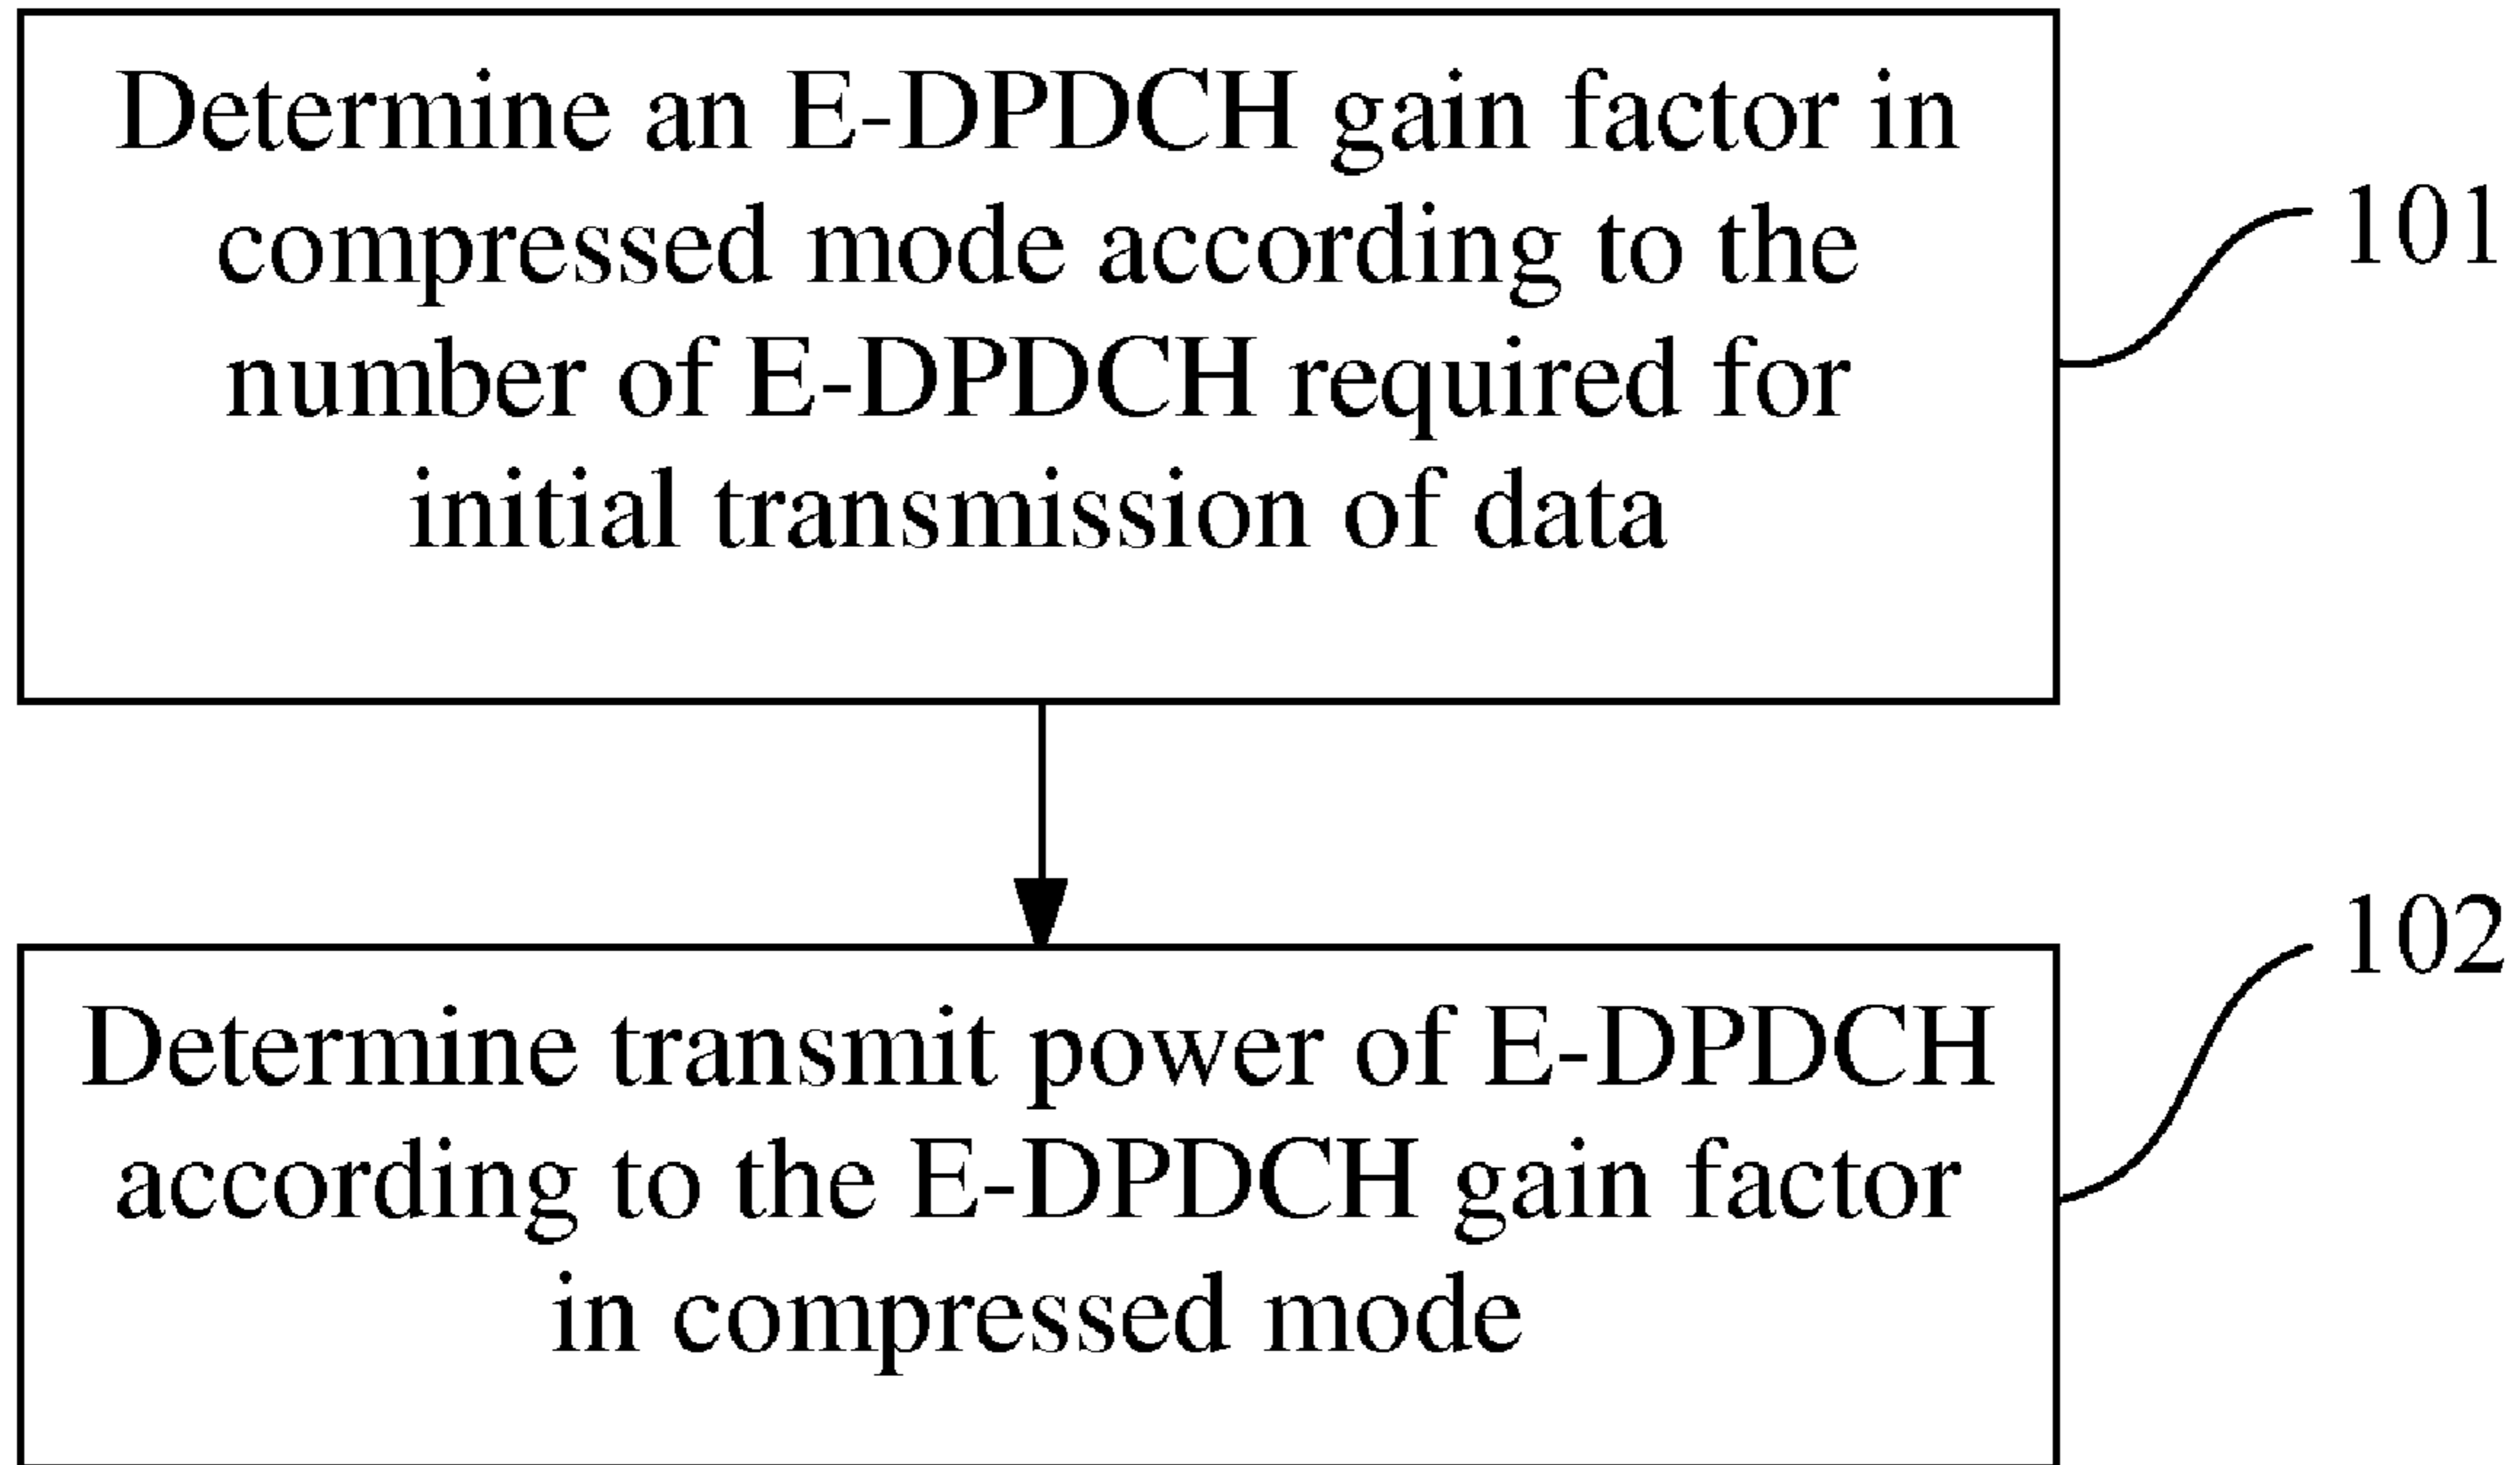 Determine an E-DPDCH gain factor in
compressed mode according to the
number of E-DPDCH required for
initial transmission of data
101
Determine transmit power of E-DPDCH
according to the E-DPDCH gain factor
in compressed mode
102